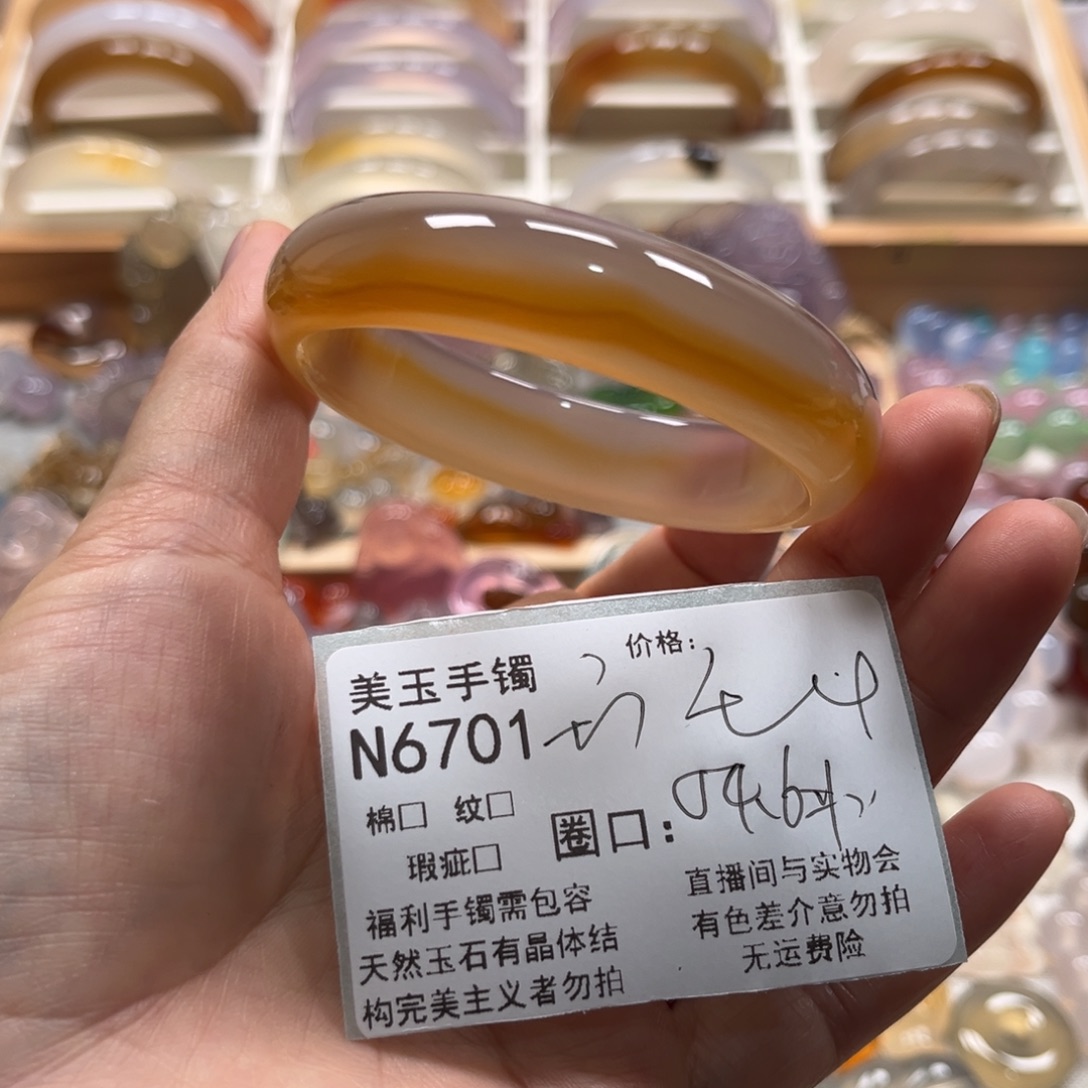 价格:
美玉手镯
N6701
棉□ 纹□
圈口:
瑕疵□
福利手镯需包容
天然玉石有晶体结
构完美主义者勿拍
直播间与实物会
有色差介意勿拍
无运费险